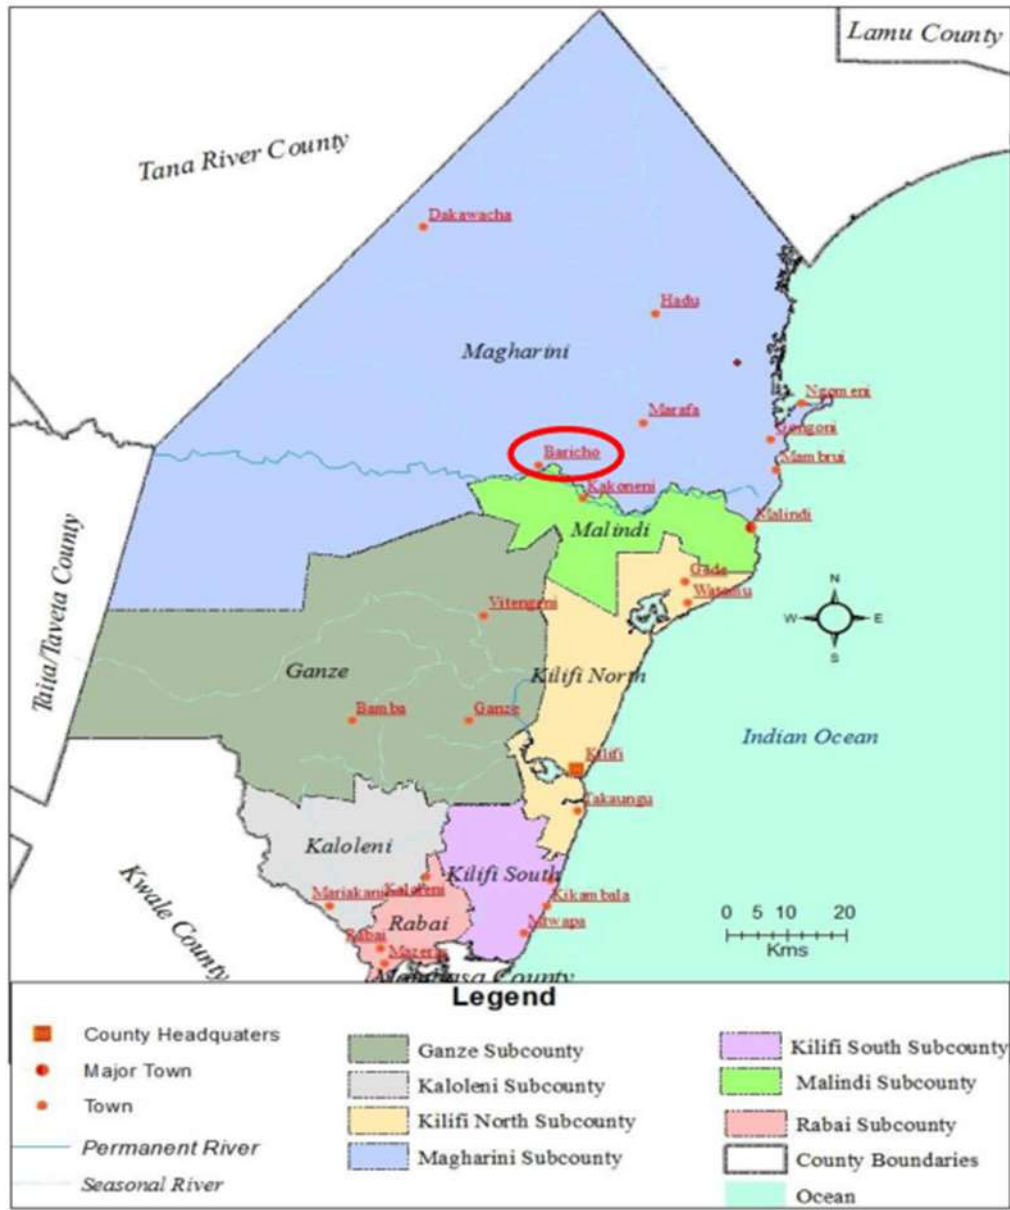 Lamu County
Tana River County
Dakawacha
Hadu
Magharini
Ngomeni
Marafa
Gongoni
Baricho
Mambrui
Kakoneni
Malindi
Malindi
Taita/Taveta County
Gede
Watamu
N
W
E
S
Vitengeni
Ganze
Kilifi North
Bamba
Ganze
Indian Ocean
Kilifi
Takaungu
Kaloleni
Kilifi South
Kwale County
Mariakani
Kaloleni
Kikambala
0 5 10 20
Kms
Rabai
Mtwapa
Rabai
Mazeras
Mombasa County
Legend
County Headquaters
Major Town
Town
Permanent River
Seasonal River
Ganze Subcounty
Kaloleni Subcounty
Kilifi North Subcounty
Magharini Subcounty
Kilifi South Subcounty
Malindi Subcounty
Rabai Subcounty
County Boundaries
Ocean